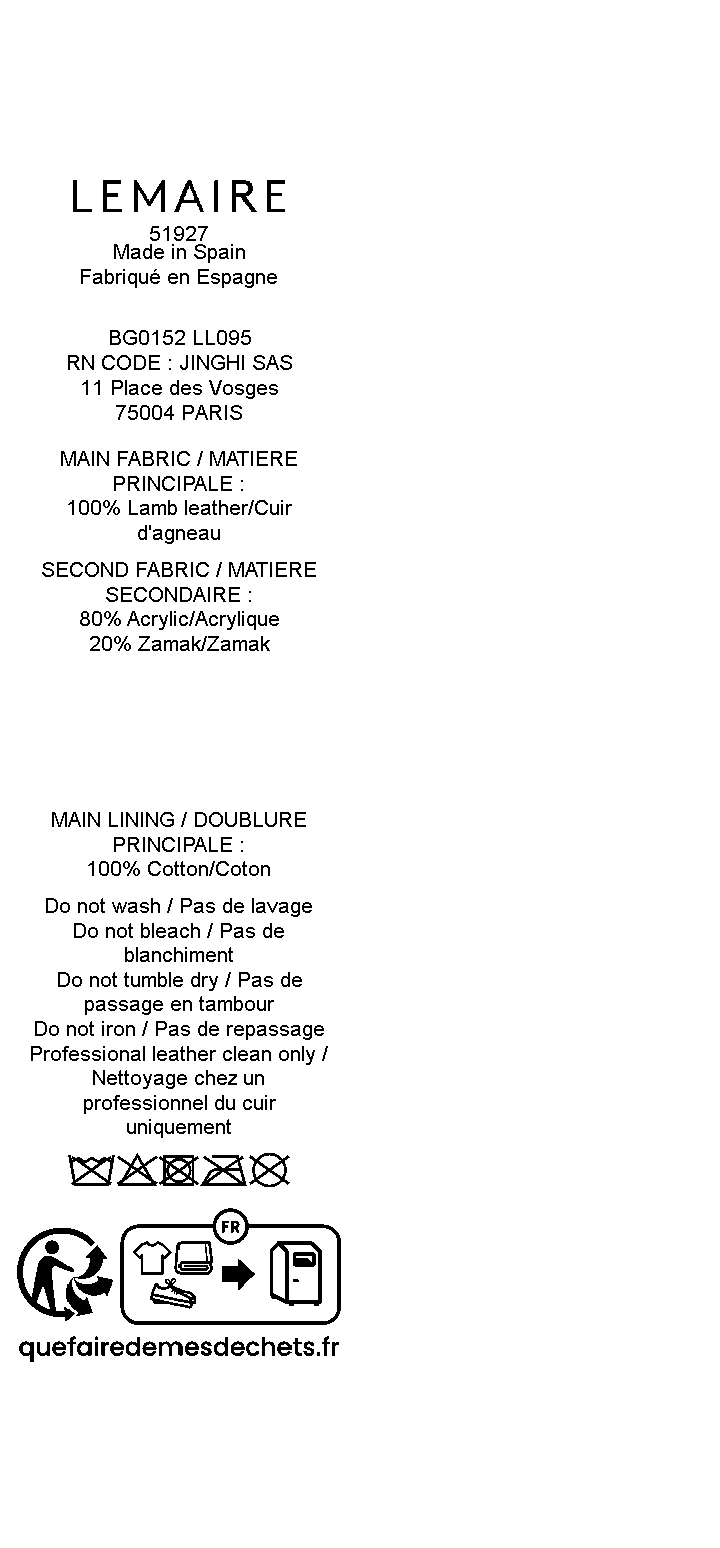 LEMAIRE
51927
Made in Spain
Fabriqué en Espagne
BG0152 LL095
RN CODE : JINGHI SAS
11 Place des Vosges
75004 PARIS
MAIN FABRIC / MATIERE
PRINCIPALE :
100% Lamb leather/Cuir
d'agneau
SECOND FABRIC / MATIERE
SECONDAIRE :
80% Acrylic/Acrylique
20% Zamak/Zamak
MAIN LINING / DOUBLURE
PRINCIPALE :
100% Cotton/Coton
Do not wash / Pas de lavage
Do not bleach / Pas de
blanchiment
Do not tumble dry / Pas de
passage en tambour
Do not iron / Pas de repassage
Professional leather clean only /
Nettoyage chez un
professionnel du cuir
uniquement
FR
quefairedemesdechets.fr